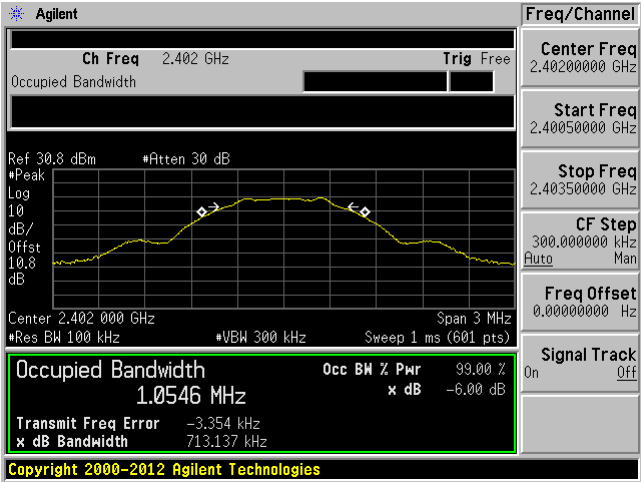 Agilent
Freq/Channel
Ch Freq 2.402 GHz Trig Free
Occupied Bandwidth
Center Freq
2.40200000 GHz
Start Freq
2.40050000 GHz
Stop Freq
2.40350000 GHz
CF Step
300.000000 kHz
Auto Man
Freq Offset
0.00000000 Hz
Signal Track
On Off
Ref 30.8 dBm #Atten 30 dB
#Peak
Log
10
dB/
Offst
10.8
dB
Center 2.402 000 GHz Span 3 MHz
#Res BW 100 kHz #VBW 300 kHz Sweep 1 ms (601 pts)
Occupied Bandwidth Occ BW % Pwr 99.00 %
1.0546 MHz x dB -6.00 dB
Transmit Freq Error -3.354 kHz
x dB Bandwidth 713.137 kHz
Copyright 2000-2012 Agilent Technologies